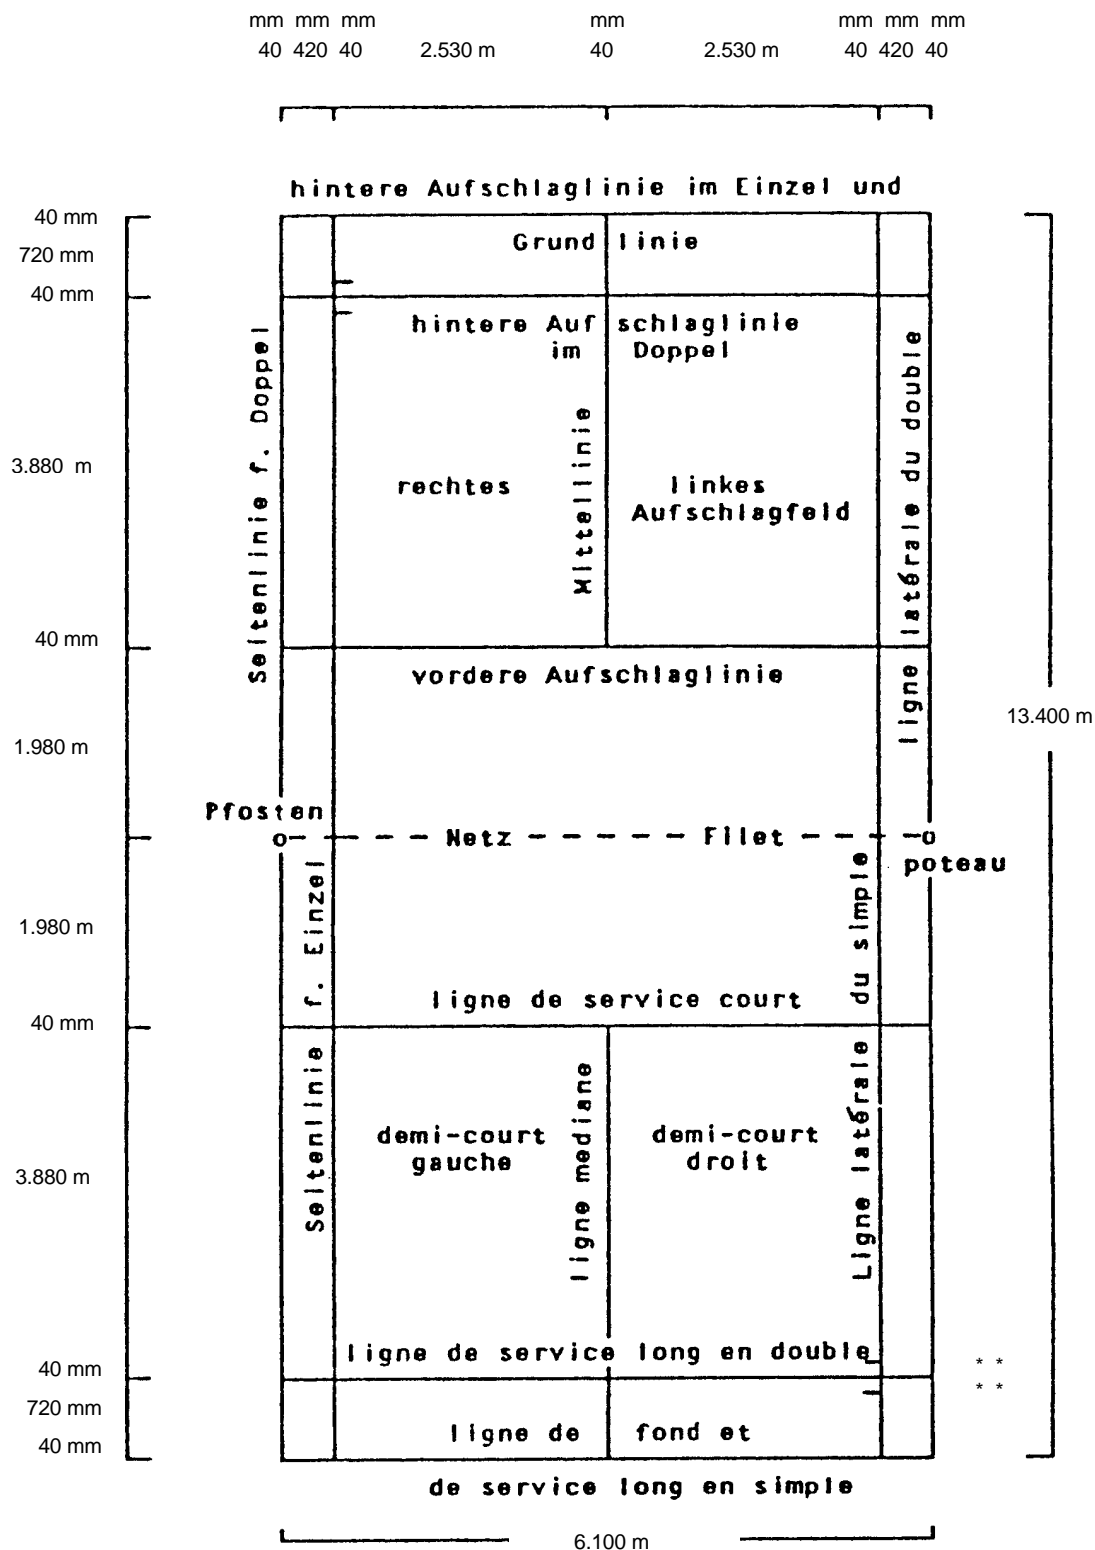 mm mm mm mm mm mm mm
40 420 40 2.530 m 40 2.530 m 40 420 40
hintere Aufschlaglinie im Einzel und
40 mm
Grund linie
720 mm
40 mm
hintere Auf schlaglinie
im Doppel
Seitenlinie f. Doppel
Mittellinie
ligne latérale du double
3.880 m
rechtes linkes
Aufschlagfeld
40 mm
vordere Aufschlaglinie
13.400 m
1.980 m
Pfosten
Netz Filet
poteau
1.980 m
Seitenlinie f. Einzel
Ligne latérale du simple
ligne de service court
40 mm
ligne mediane
demi-court demi-court
gauche droit
3.880 m
ligne de service long en double
40 mm
* *
* *
720 mm
ligne de fond et
40 mm
de service long en simple
6.100 m